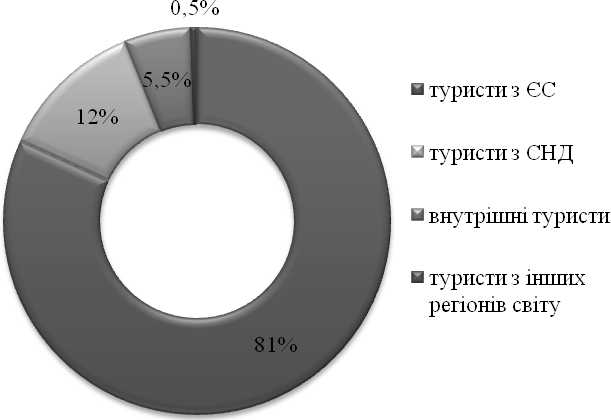 0,5%
5,5%
12%
81%
туристи з ЄС
туристи з СНД
внутрішні туристи
туристи з інших
регіонів світу